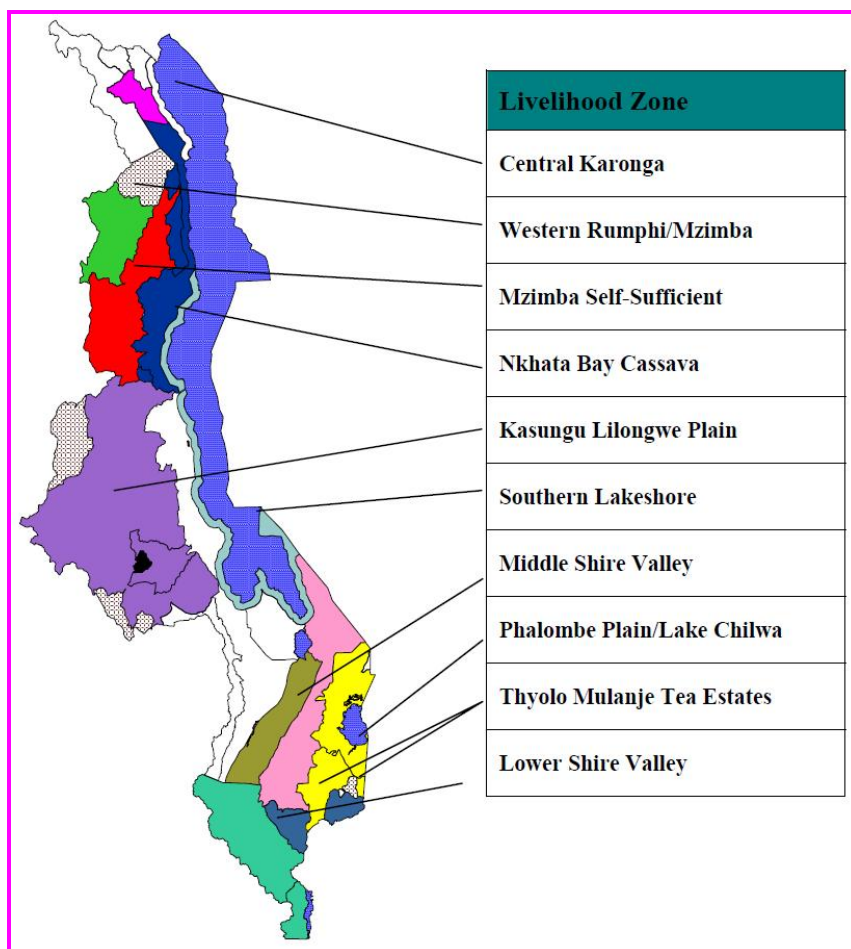 Livelihood Zone
Central Karonga
Western Rumphi/Mzimba
Mzimba Self-Sufficient
Nkhata Bay Cassava
Kasungu Lilongwe Plain
Southern Lakeshore
Middle Shire Valley
Phalombe Plain/Lake Chilwa
Thyolo Mulanje Tea Estates
Lower Shire Valley